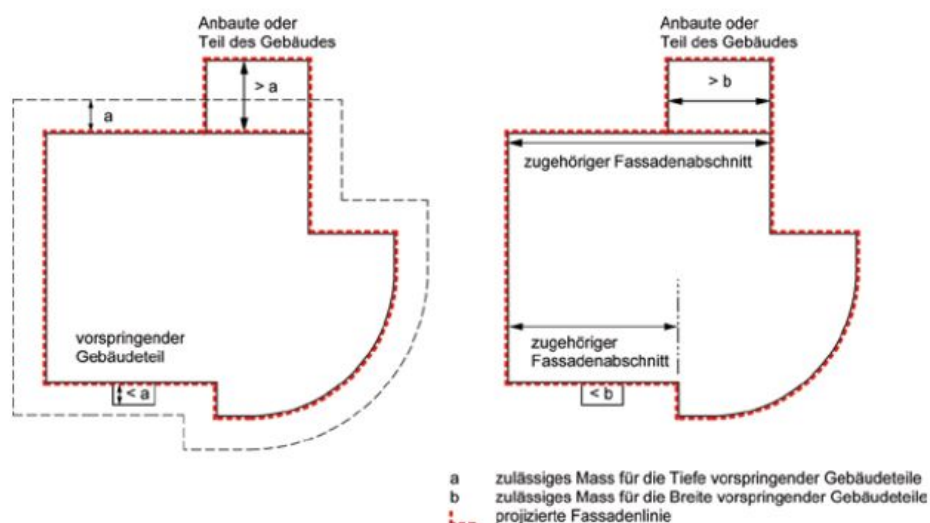 Anbaute oder
Teil des Gebäudes
> a
a
vorspringender
Gebäudeteil
< a
Anbaute oder
Teil des Gebäudes
> b
zugehöriger Fassadenabschnitt
zugehöriger
Fassadenabschnitt
< b
a zulässiges Mass für die Tiefe vorspringender Gebäudeteile
b zulässiges Mass für die Breite vorspringender Gebäudeteile
projizierte Fassadenlinie